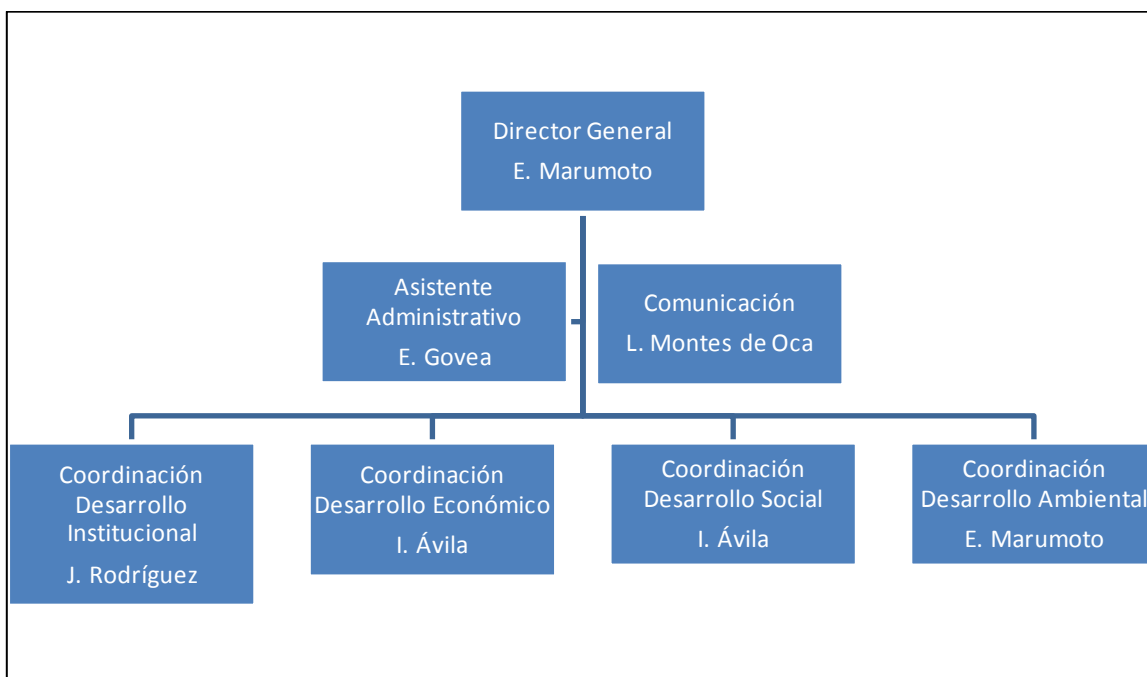 Director General
E. Marumoto
Asistente
Administrativo
E. Govea
Comunicación
L. Montes de Oca
Coordinación
Desarrollo
Institucional
J. Rodríguez
Coordinación
Desarrollo Económico
I. Ávila
Coordinación
Desarrollo Social
I. Ávila
Coordinación
Desarrollo Ambiental
E. Marumoto